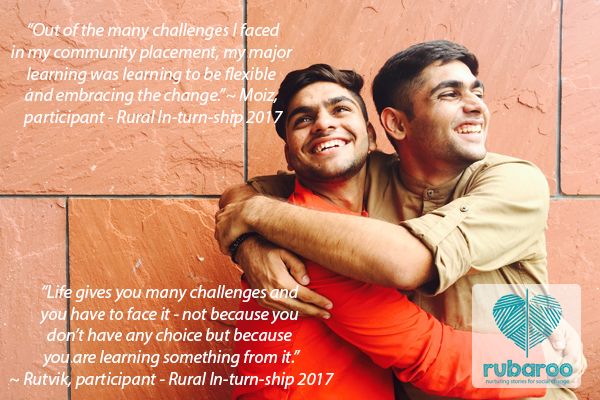 "Out of the many challenges I faced
in my community placement, my major
learning was learning to be flexible
and embracing the change."~ Moiz,
participant - Rural In-turn-ship 2017
"Life gives you many challenges and
you have to face it - not because you
don't have any choice but because
you are learning something from it."
~ Rutvik, participant - Rural In-turn-ship 2017
rubaroo
nurturing stories for social change